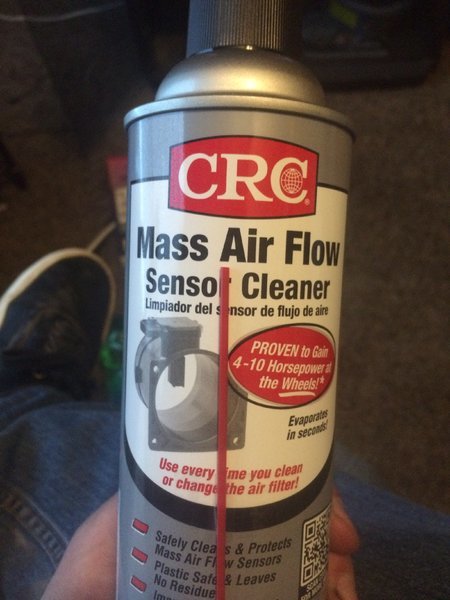 CRC
Mass Air Flow
Sensor Cleaner
Limpiador del sensor de flujo de aire
PROVEN to Gain
4-10 Horsepower at
the Wheels!*
Evaporates
in seconds!
Use every time you clean
or change the air filter!
Safely Cleans & Protects
Mass Air Flow Sensors
Plastic Safe & Leaves
No Residue